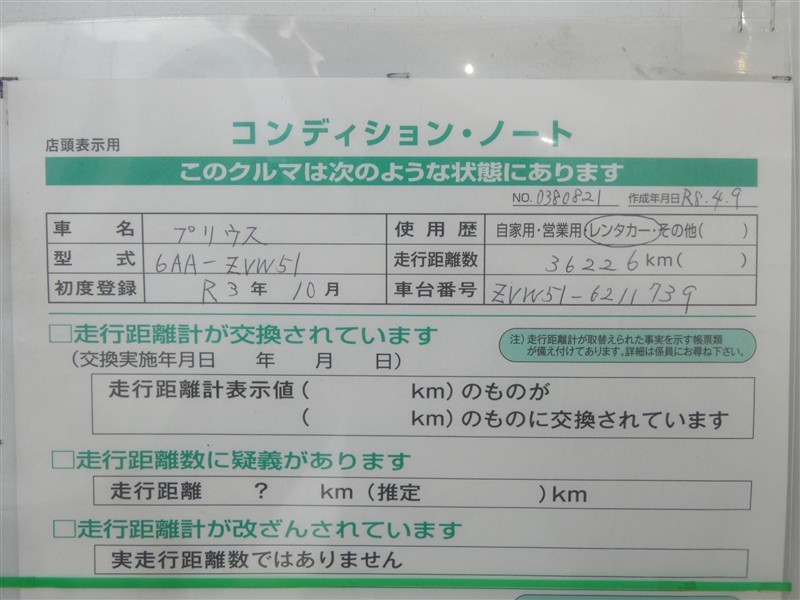 コンディション・ノート
店頭表示用
このクルマは次のような状態にあります
NO. 0380821 作成年月日 R8.4.9
車名 プリウス 使用歴 自家用・営業用・レンタカー・その他( )
型式 6AA-ZVW51 走行距離数 36226km( )
初度登録 R3年 10月 車台番号 ZVW51-6211739
□走行距離計が交換されています
(交換実施年月日 年 月 日)
注)走行距離計が取替えられた事実を示す帳票類
が備え付けてあります。詳細は係員にお尋ね下さい。
走行距離計表示値( km)のものが
( km)のものに交換されています
□走行距離数に疑義があります
走行距離 ? km(推定 )km
□走行距離計が改ざんされています
実走行距離数ではありません